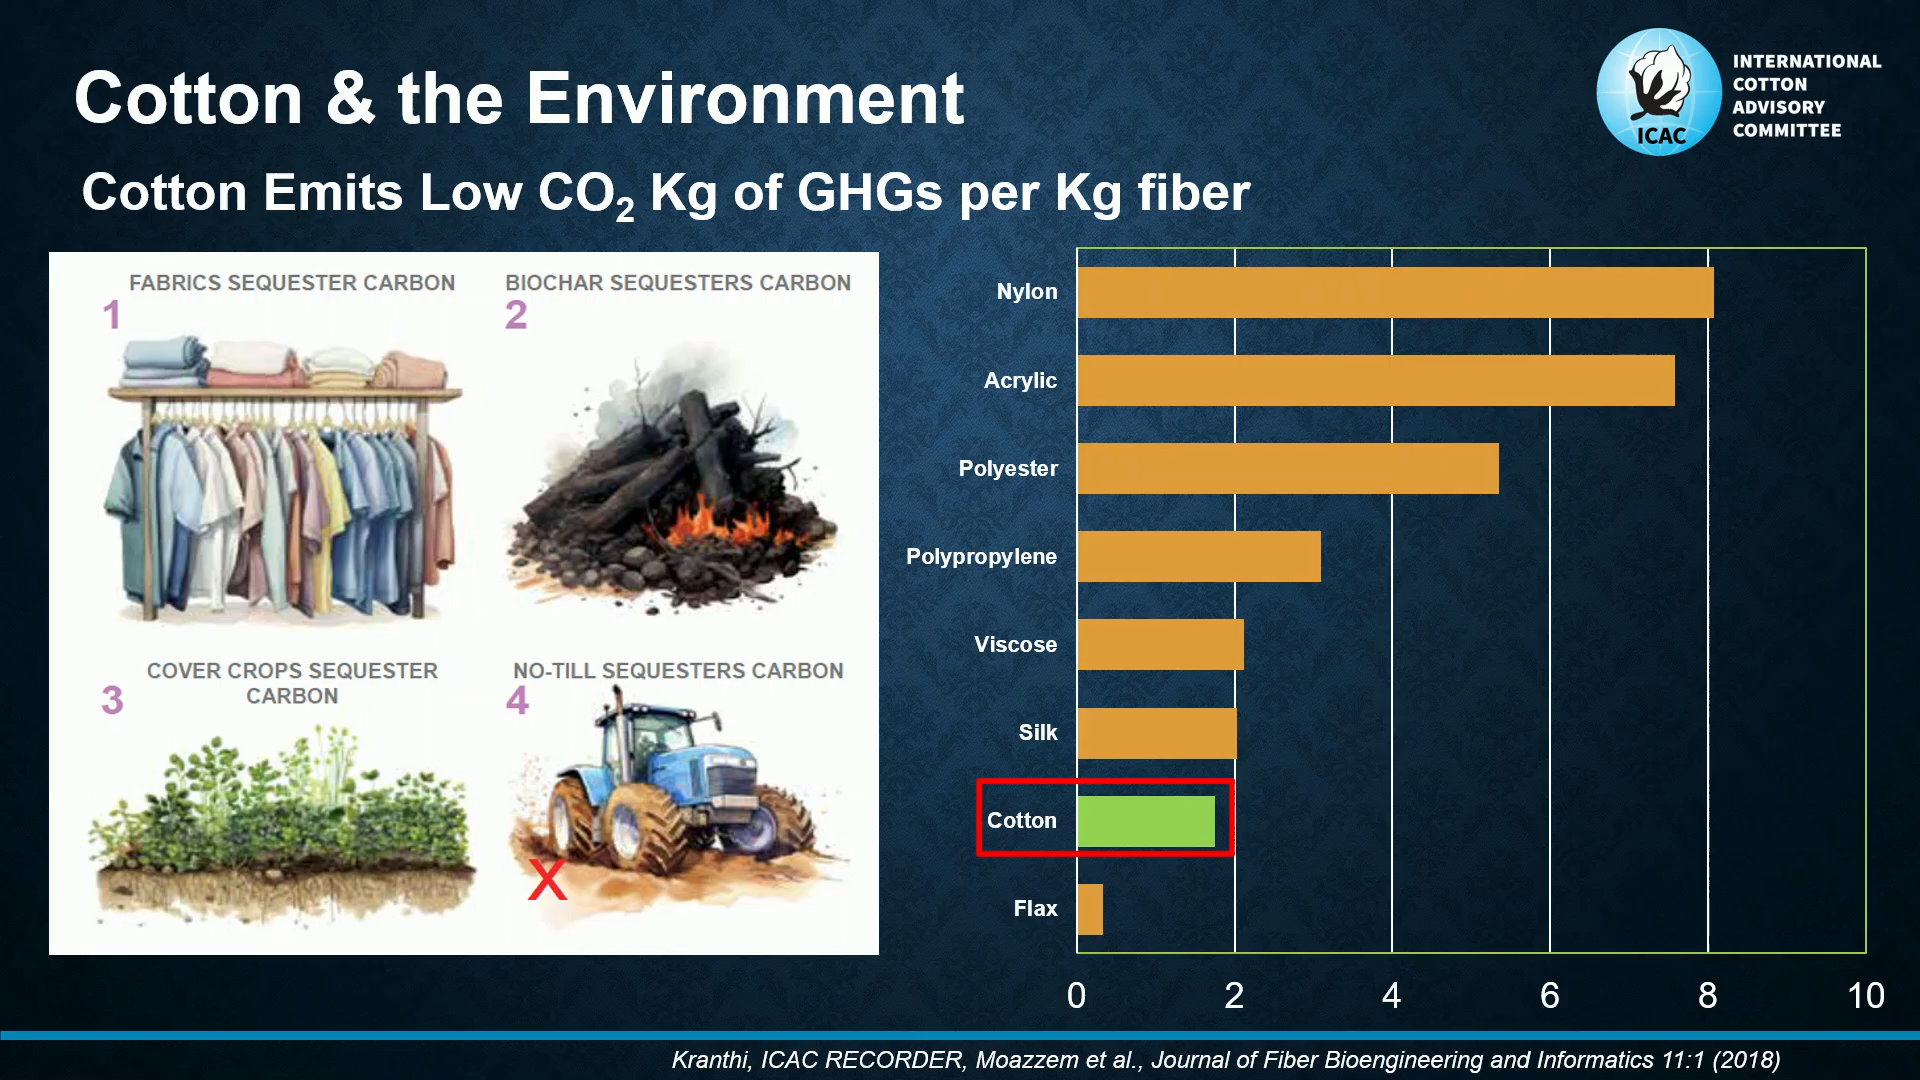 Cotton & the Environment
INTERNATIONAL
COTTON
ADVISORY
COMMITTEE
ICAC
Cotton Emits Low CO₂ Kg of GHGs per Kg fiber
FABRICS SEQUESTER CARBON
1
BIOCHAR SEQUESTERS CARBON
2
COVER CROPS SEQUESTER
CARBON
3
NO-TILL SEQUESTERS CARBON
4
X
Nylon
Acrylic
Polyester
Polypropylene
Viscose
Silk
Cotton
Flax
0 2 4 6 8 10
Kranthi, ICAC RECORDER, Moazzem et al., Journal of Fiber Bioengineering and Informatics 11:1 (2018)